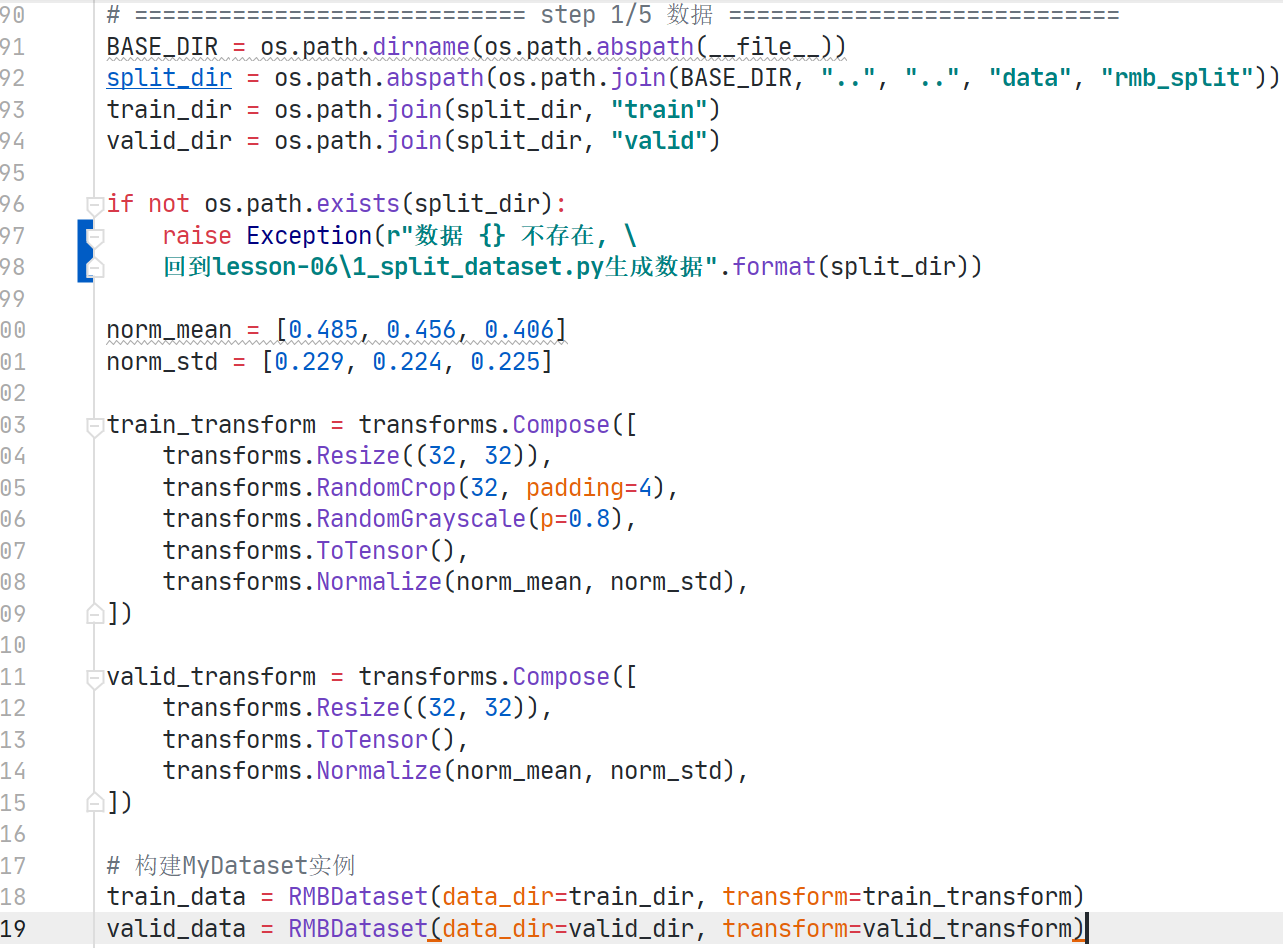 90 # ============================ step 1/5 数据 ============================
91 BASE_DIR = os.path.dirname(os.path.abspath(__file__))
92 split_dir = os.path.abspath(os.path.join(BASE_DIR, "..", "..", "data", "rmb_split"))
93 train_dir = os.path.join(split_dir, "train")
94 valid_dir = os.path.join(split_dir, "valid")
95
96 if not os.path.exists(split_dir):
97     raise Exception(r"数据 {} 不存在, \
98     回到lesson-06\1_split_dataset.py生成数据".format(split_dir))
99
00 norm_mean = [0.485, 0.456, 0.406]
01 norm_std = [0.229, 0.224, 0.225]
02
03 train_transform = transforms.Compose([
04     transforms.Resize((32, 32)),
05     transforms.RandomCrop(32, padding=4),
06     transforms.RandomGrayscale(p=0.8),
07     transforms.ToTensor(),
08     transforms.Normalize(norm_mean, norm_std),
09 ])
10
11 valid_transform = transforms.Compose([
12     transforms.Resize((32, 32)),
13     transforms.ToTensor(),
14     transforms.Normalize(norm_mean, norm_std),
15 ])
16
17 # 构建MyDataset实例
18 train_data = RMBDataset(data_dir=train_dir, transform=train_transform)
19 valid_data = RMBDataset(data_dir=valid_dir, transform=valid_transform)